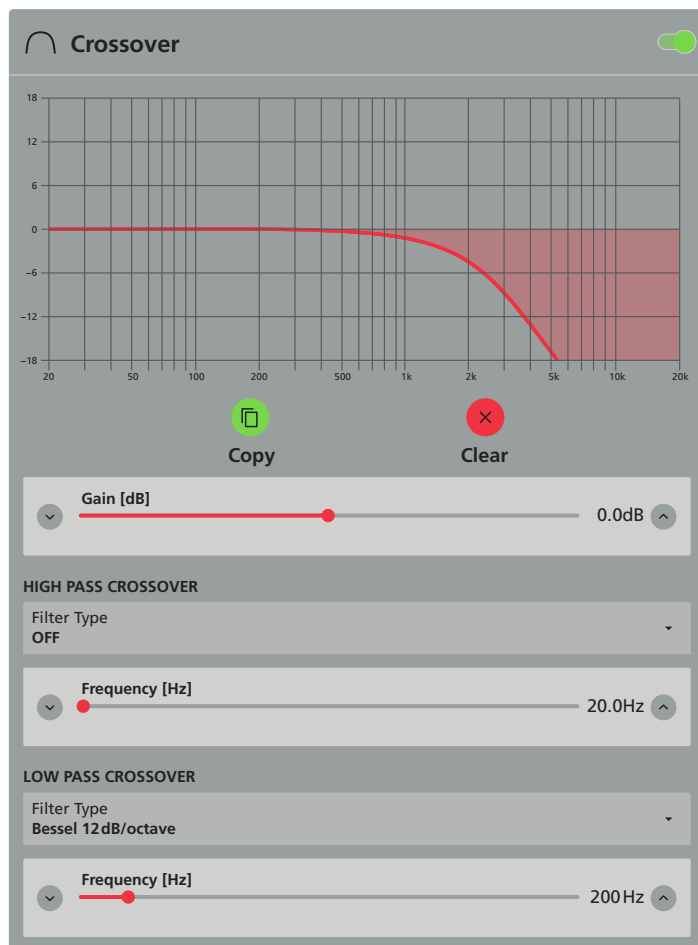 Crossover
18
12
6
0
−6
−12
−18
20 50 100 200 500 1k 2k 5k 10k 20k
Copy Clear
Gain [dB]
0.0dB
HIGH PASS CROSSOVER
Filter Type
OFF
Frequency [Hz]
20.0Hz
LOW PASS CROSSOVER
Filter Type
Bessel 12dB/octave
Frequency [Hz]
200Hz